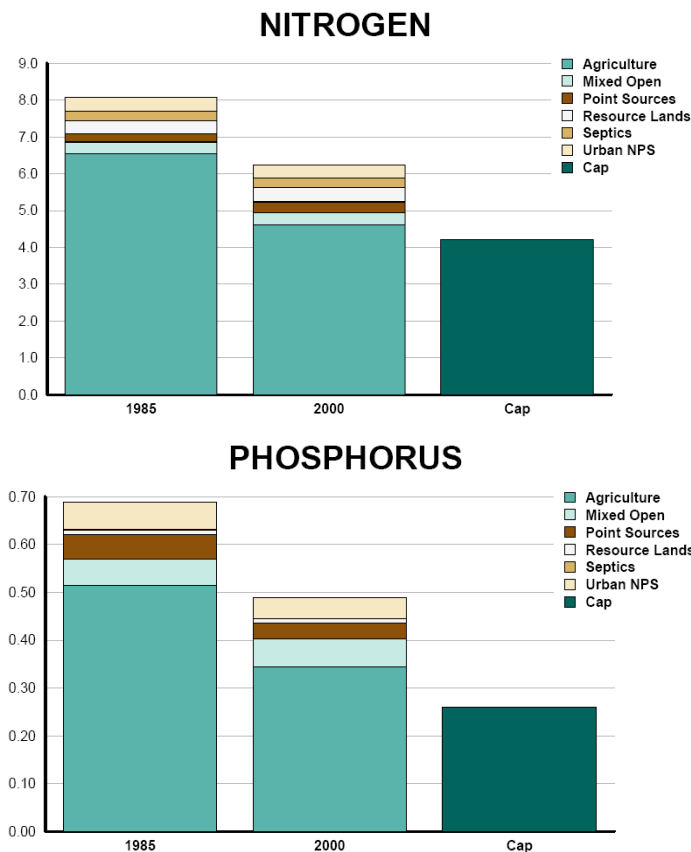 NITROGEN
9.0
8.0
7.0
6.0
5.0
4.0
3.0
2.0
1.0
0.0
Agriculture
Mixed Open
Point Sources
Resource Lands
Septics
Urban NPS
Cap
1985 2000 Cap
PHOSPHORUS
0.70
0.60
0.50
0.40
0.30
0.20
0.10
0.00
Agriculture
Mixed Open
Point Sources
Resource Lands
Septics
Urban NPS
Cap
1985 2000 Cap